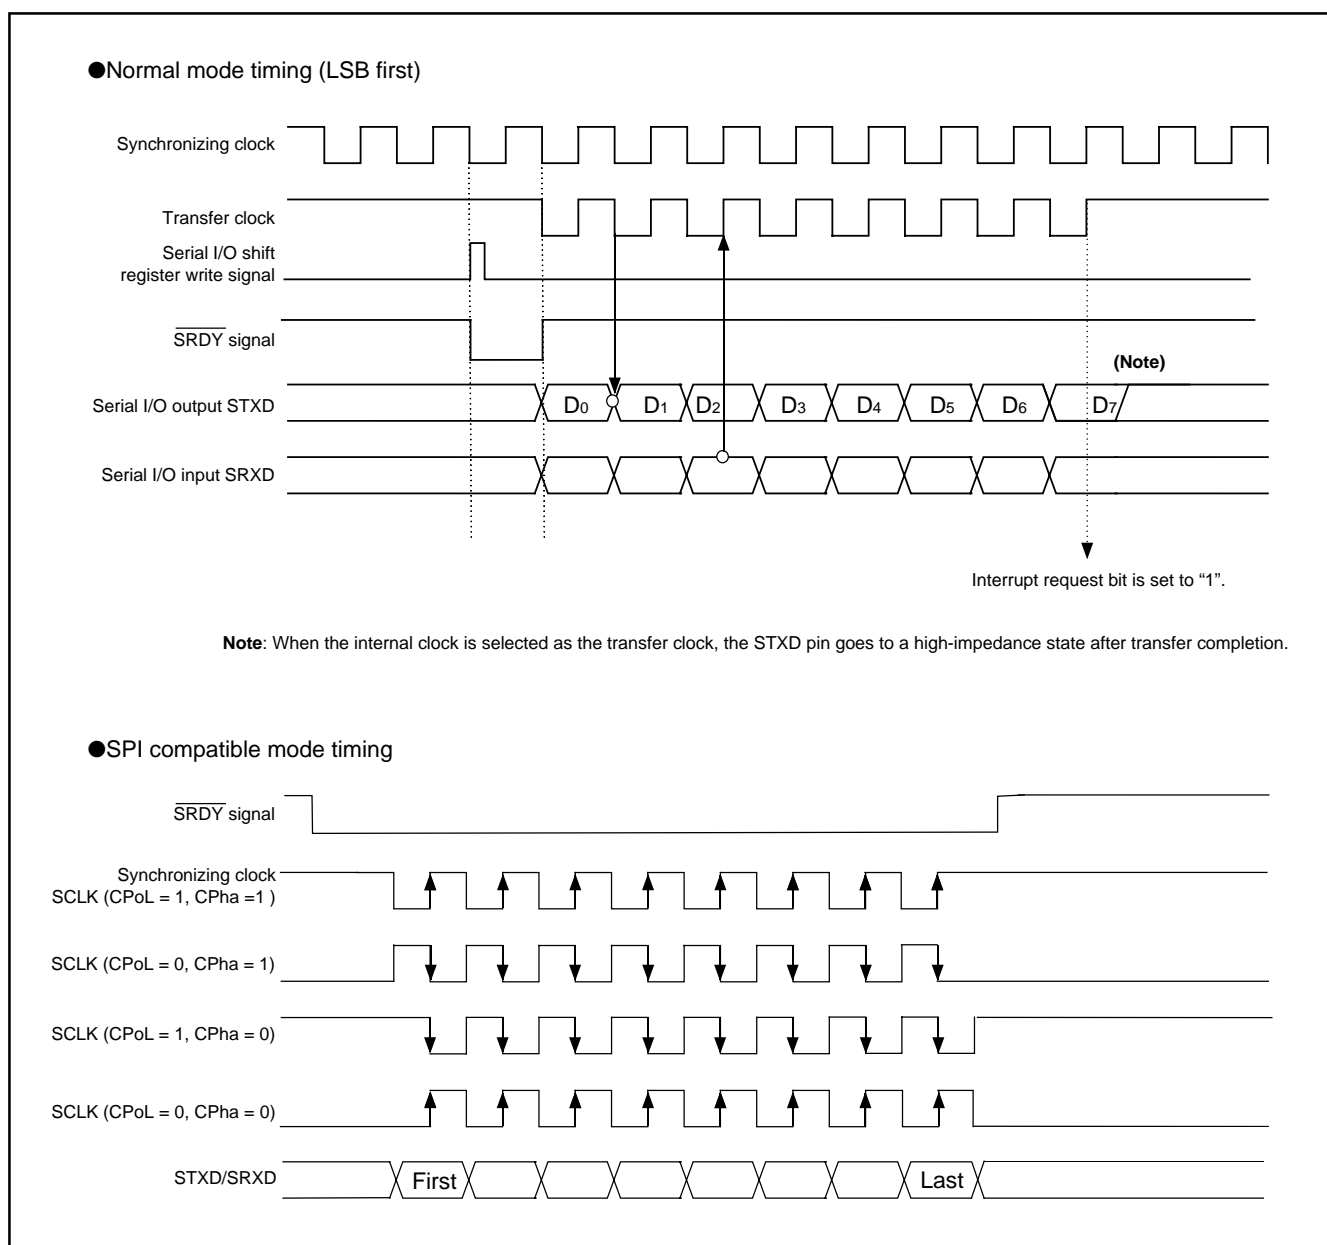 ●Normal mode timing (LSB first)
Synchronizing clock
Transfer clock
Serial I/O shift
register write signal
SRDY signal
(Note)
Serial I/O output STXD
D0 D1 D2 D3 D4 D5 D6 D7
Serial I/O input SRXD
Interrupt request bit is set to “1”.
Note: When the internal clock is selected as the transfer clock, the STXD pin goes to a high-impedance state after transfer completion.
●SPI compatible mode timing
SRDY signal
Synchronizing clock
SCLK (CPoL = 1, CPha =1 )
SCLK (CPoL = 0, CPha = 1)
SCLK (CPoL = 1, CPha = 0)
SCLK (CPoL = 0, CPha = 0)
STXD/SRXD
First
Last